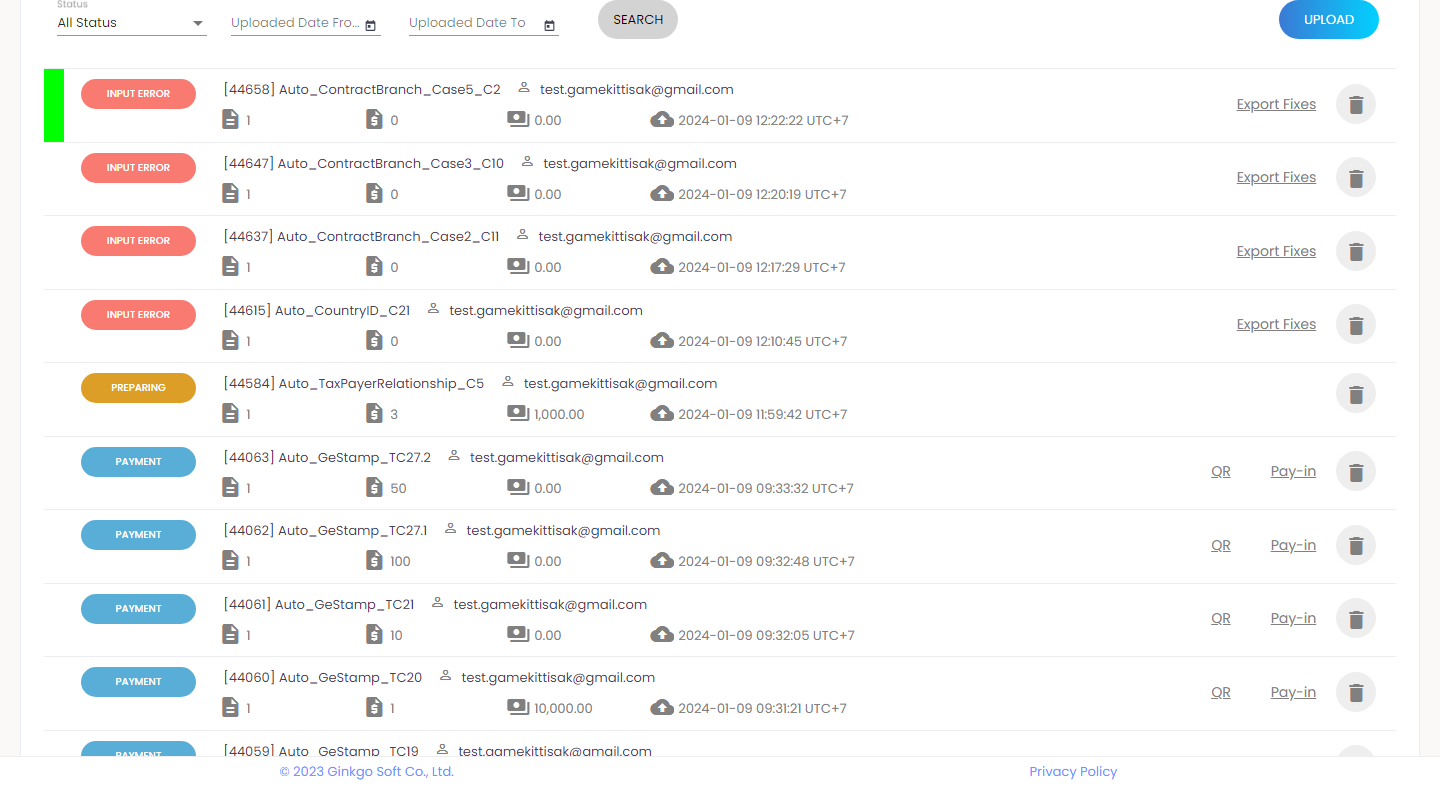 Status
All Status
Uploaded Date Fro...
Uploaded Date To
SEARCH
UPLOAD
INPUT ERROR
[44658] Auto_ContractBranch_Case5_C2
test.gamekittisak@gmail.com
1
0
0.00
2024-01-09 12:22:22 UTC+7
Export Fixes
INPUT ERROR
[44647] Auto_ContractBranch_Case3_C10
test.gamekittisak@gmail.com
1
0
0.00
2024-01-09 12:20:19 UTC+7
Export Fixes
INPUT ERROR
[44637] Auto_ContractBranch_Case2_C11
test.gamekittisak@gmail.com
1
0
0.00
2024-01-09 12:17:29 UTC+7
Export Fixes
INPUT ERROR
[44615] Auto_CountryID_C21
test.gamekittisak@gmail.com
1
0
0.00
2024-01-09 12:10:45 UTC+7
Export Fixes
PREPARING
[44584] Auto_TaxPayerRelationship_C5
test.gamekittisak@gmail.com
1
3
1,000.00
2024-01-09 11:59:42 UTC+7
PAYMENT
[44063] Auto_GeStamp_TC27.2
test.gamekittisak@gmail.com
1
50
0.00
2024-01-09 09:33:32 UTC+7
QR
Pay-in
PAYMENT
[44062] Auto_GeStamp_TC27.1
test.gamekittisak@gmail.com
1
100
0.00
2024-01-09 09:32:48 UTC+7
QR
Pay-in
PAYMENT
[44061] Auto_GeStamp_TC21
test.gamekittisak@gmail.com
1
10
0.00
2024-01-09 09:32:05 UTC+7
QR
Pay-in
PAYMENT
[44060] Auto_GeStamp_TC20
test.gamekittisak@gmail.com
1
1
10,000.00
2024-01-09 09:31:21 UTC+7
QR
Pay-in
PAYMENT
[44059] Auto_GeStamp_TC19
test.gamekittisak@gmail.com
© 2023 Ginkgo Soft Co., Ltd.
Privacy Policy